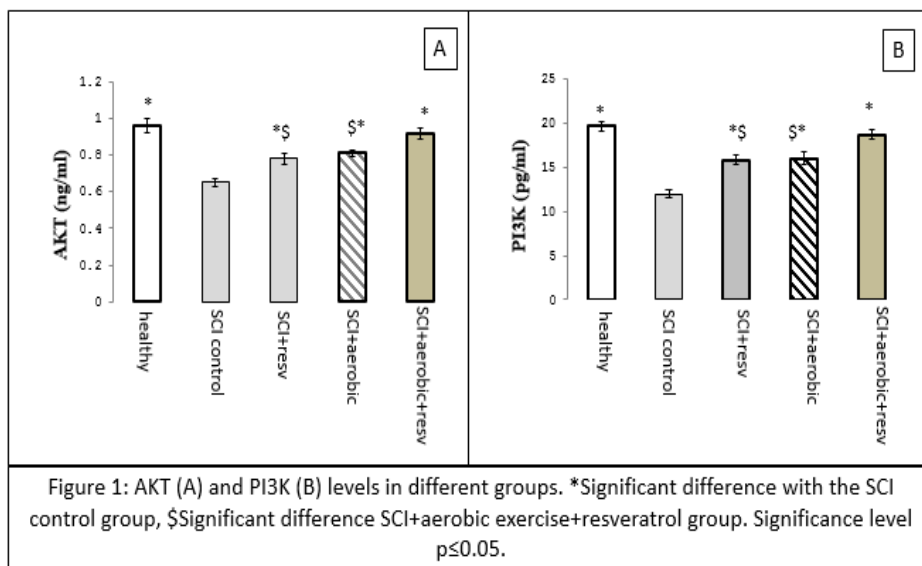 A
AKT (ng/ml)
1.2
1
0.8
0.6
0.4
0.2
0
*
*$
$*
*
healthy
SCI control
SCI+resv
SCI+aerobic
SCI+aerobic+resv
B
PI3K (pg/ml)
25
20
15
10
5
0
*
*$
$*
*
healthy
SCI control
SCI+resv
SCI+aerobic
SCI+aerobic+resv
Figure 1: AKT (A) and PI3K (B) levels in different groups. *Significant difference with the SCI
control group, $Significant difference SCI+aerobic exercise+resveratrol group. Significance level
p≤0.05.